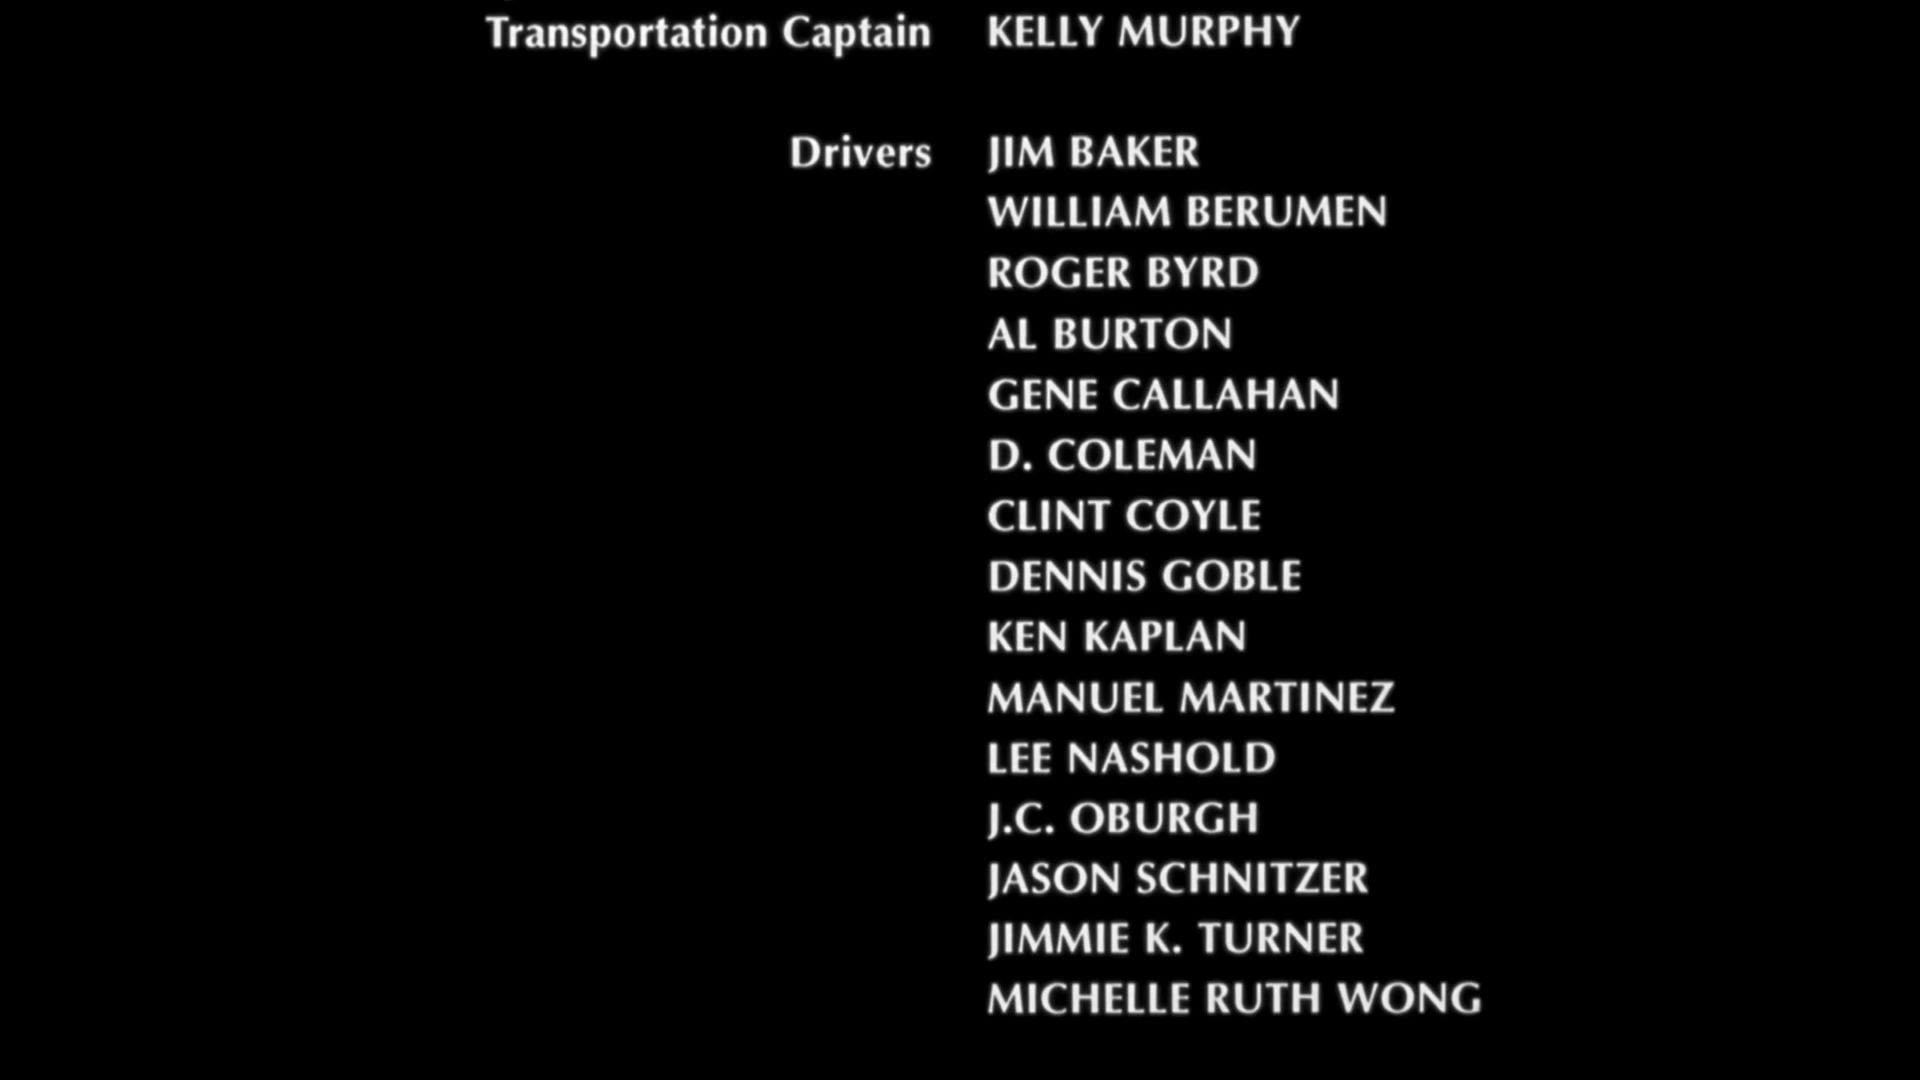 Transportation Captain KELLY MURPHY
Drivers JIM BAKER
WILLIAM BERUMEN
ROGER BYRD
AL BURTON
GENE CALLAHAN
D. COLEMAN
CLINT COYLE
DENNIS GOBLE
KEN KAPLAN
MANUEL MARTINEZ
LEE NASHOLD
J.C. OBURGH
JASON SCHNITZER
JIMMIE K. TURNER
MICHELLE RUTH WONG